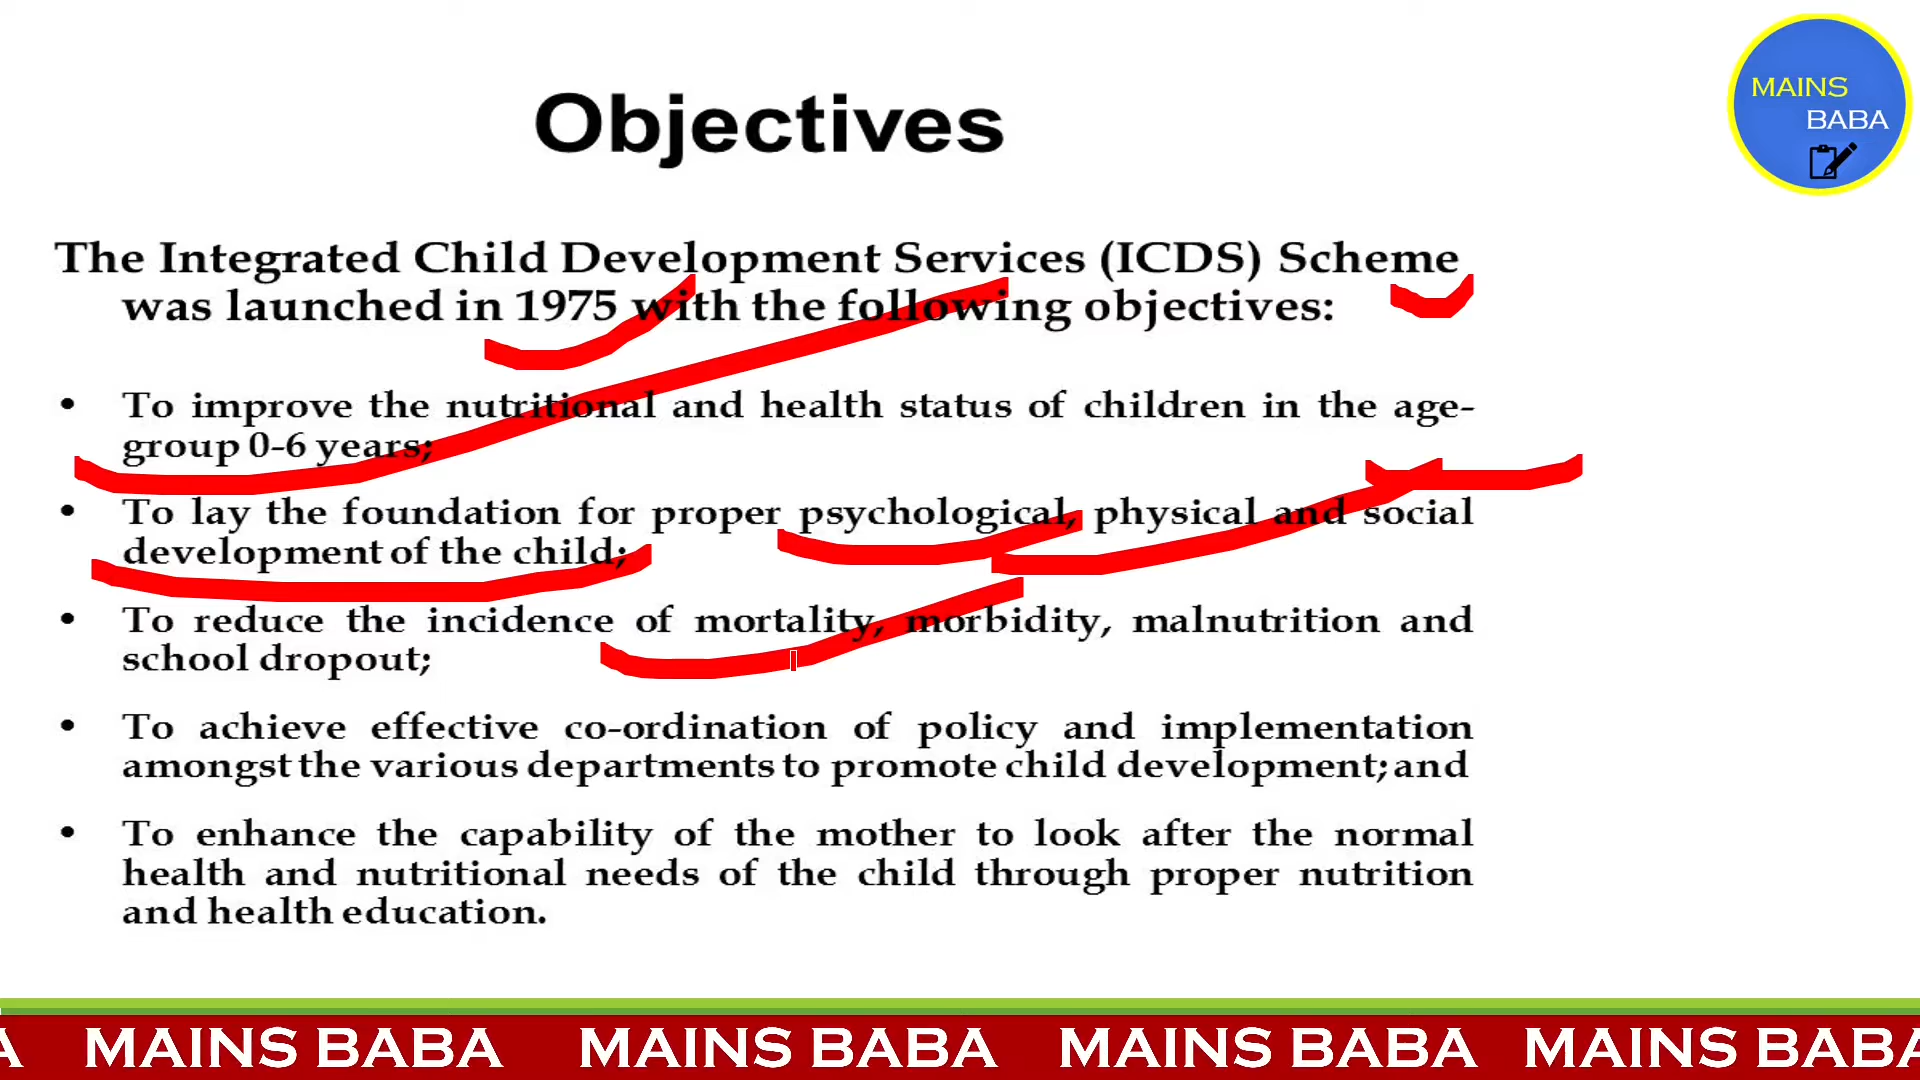 Objectives
MAINS
BABA
The Integrated Child Development Services (ICDS) Scheme
was launched in 1975 with the following objectives:
• To improve the nutritional and health status of children in the age-
group 0-6 years;
• To lay the foundation for proper psychological, physical and social
development of the child;
• To reduce the incidence of mortality, morbidity, malnutrition and
school dropout;
• To achieve effective co-ordination of policy and implementation
amongst the various departments to promote child development; and
• To enhance the capability of the mother to look after the normal
health and nutritional needs of the child through proper nutrition
and health education.
A MAINS BABA MAINS BABA MAINS BABA MAINS BABA